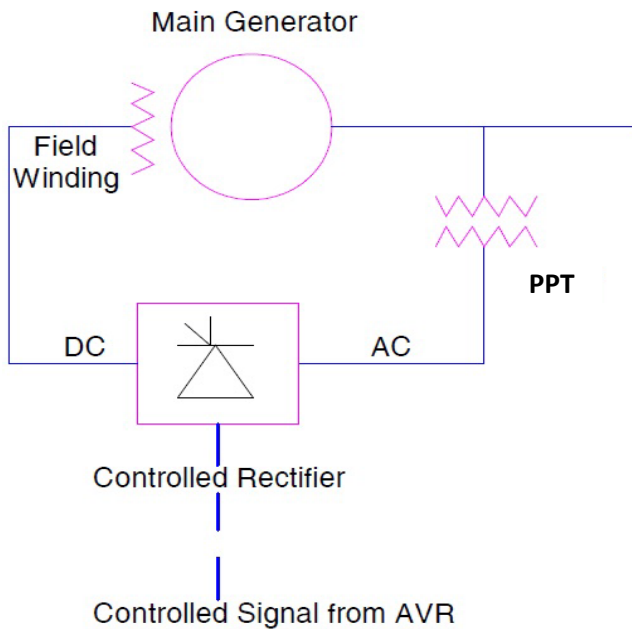 Main Generator
Field
Winding
PPT
DC
AC
Controlled Rectifier
Controlled Signal from AVR